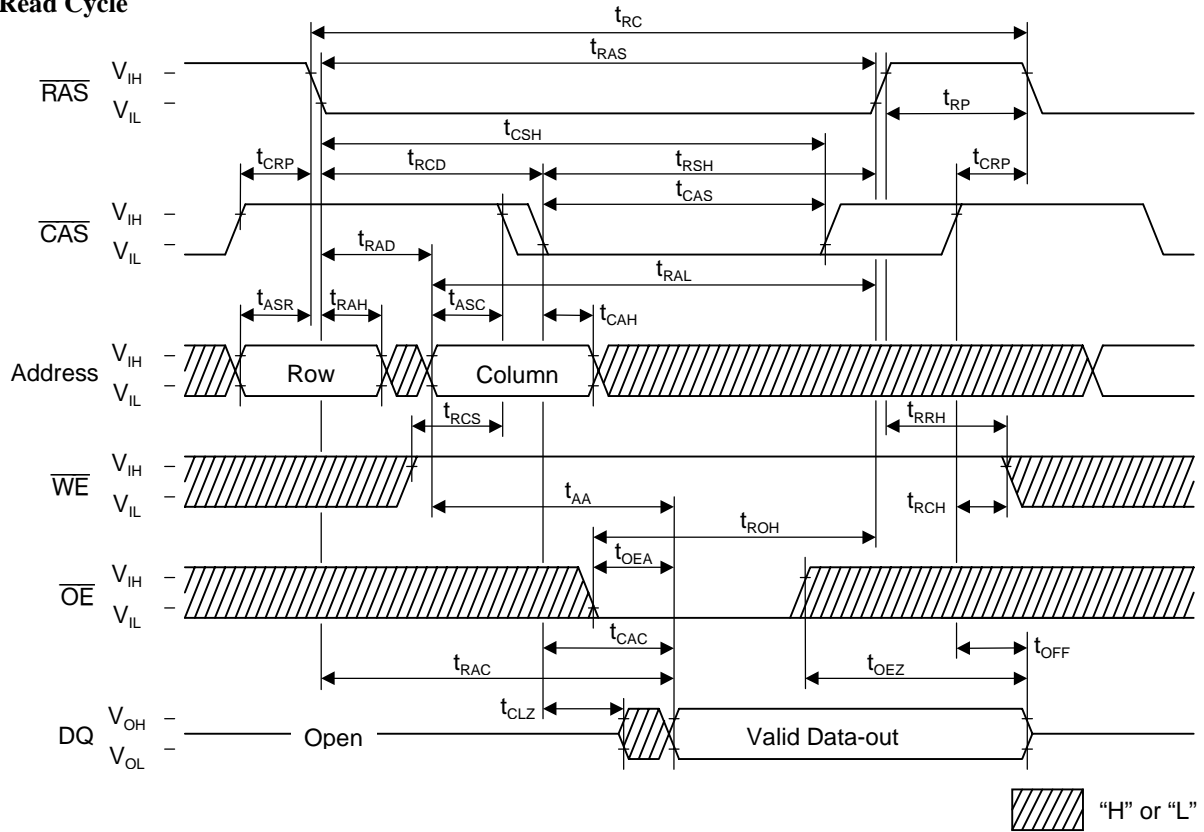 Read Cycle
tRC
tRAS
RAS
VIH
VIL
tRP
tCSH
tCRP
tRCD
tRSH
tCRP
tCAS
CAS
VIH
VIL
tRAD
tRAL
tASR
tRAH
tASC
tCAH
Address
VIH
VIL
Row
Column
tRCS
tRRH
WE
VIH
VIL
tAA
tRCH
tROH
tOEA
OE
VIH
VIL
tCAC
tOFF
tRAC
tOEZ
tCLZ
DQ
VOH
VOL
Open
Valid Data-out
“H” or “L”